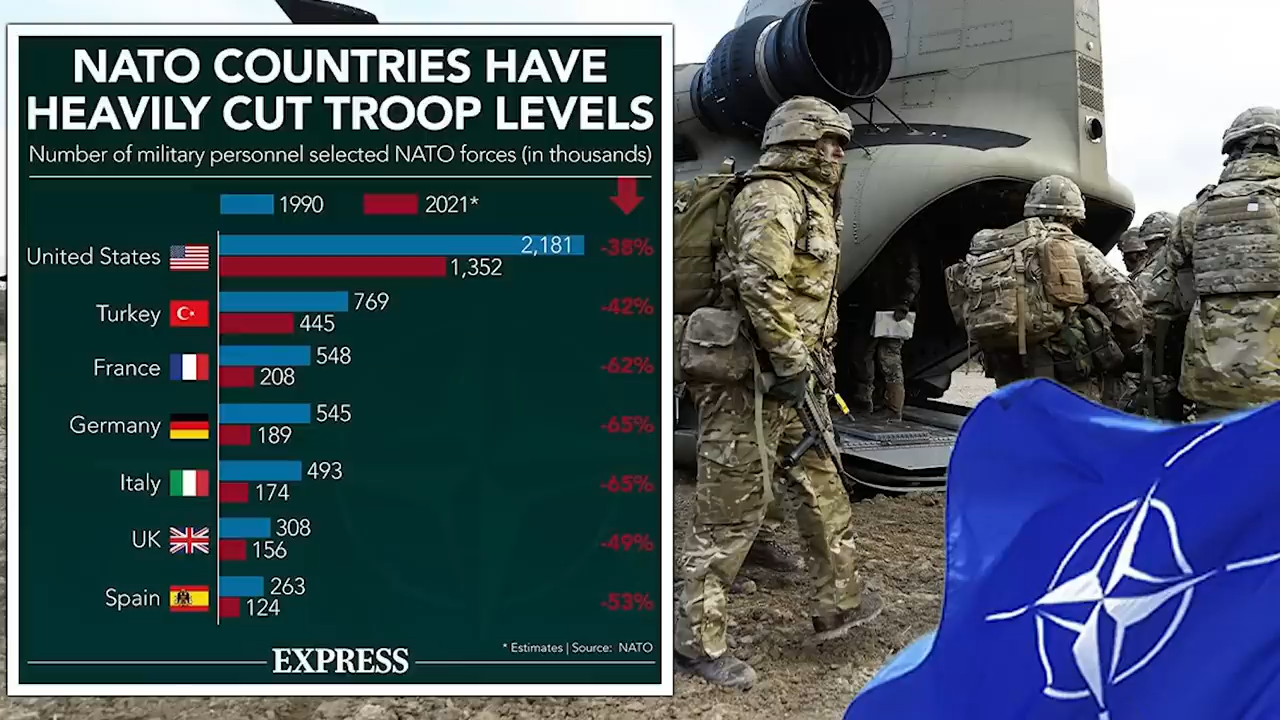 NATO COUNTRIES HAVE
HEAVILY CUT TROOP LEVELS
Number of military personnel selected NATO forces (in thousands)
1990 2021*
United States 2,181 1,352 -38%
Turkey 769 445 -42%
France 548 208 -62%
Germany 545 189 -65%
Italy 493 174 -65%
UK 308 156 -49%
Spain 263 124 -53%
* Estimates | Source: NATO
EXPRESS